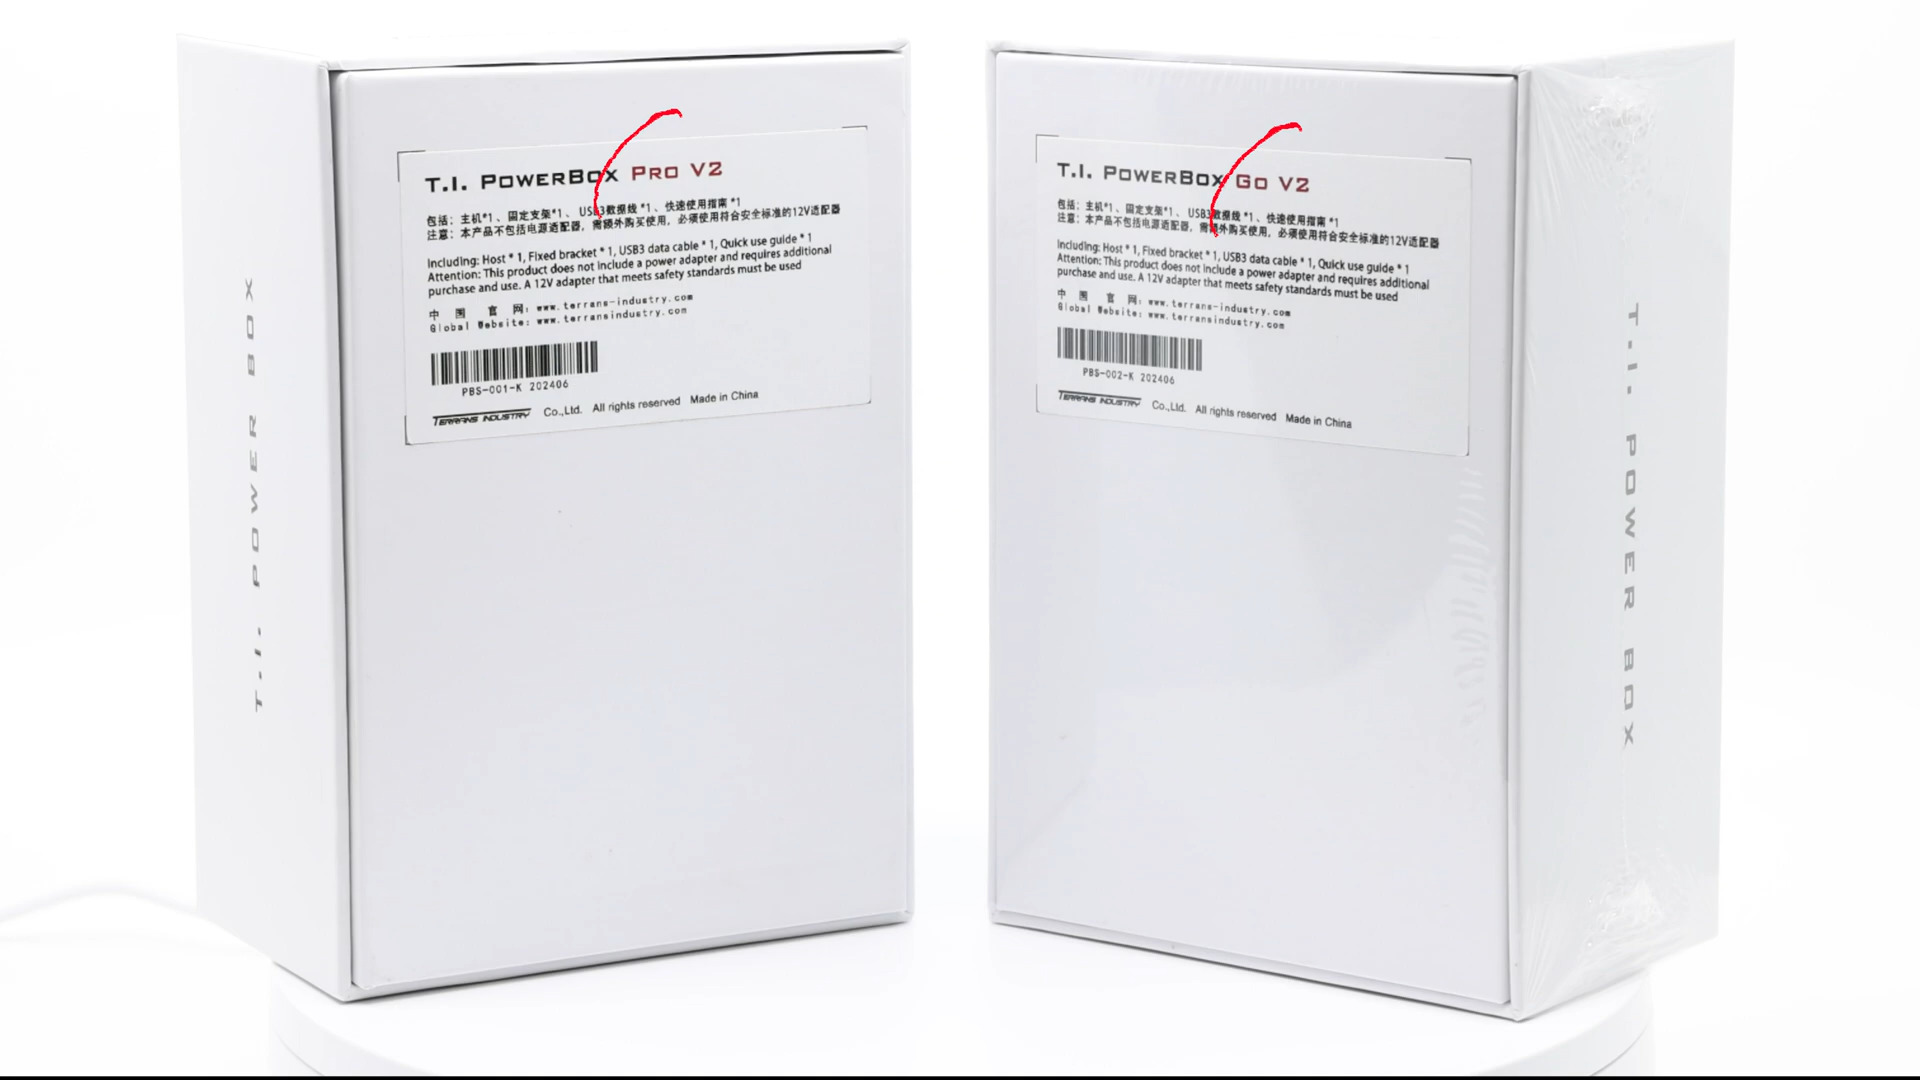 T.I. POWER BOX
T.I. POWERBOX PRO V2
包括：主机*1、固定支架*1、USB3数据线 *1、快速使用指南 *1
注意：本产品不包括电源适配器，需额外购买使用，必须使用符合安全标准的12V适配器
Including: Host * 1, Fixed bracket * 1, USB3 data cable * 1, Quick use guide * 1
Attention: This product does not include a power adapter and requires additional
purchase and use. A 12V adapter that meets safety standards must be used
中 国 官 网: www.terrans-industry.com
Global Website: www.terransindustry.com
PBS-001-K 202406
TERRANS INDUSTRY Co.,Ltd. All rights reserved Made in China
T.I. POWERBOX GO V2
包括：主机*1、固定支架*1、USB3数据线 *1、快速使用指南 *1
注意：本产品不包括电源适配器，需额外购买使用，必须使用符合安全标准的12V适配器
Including: Host * 1, Fixed bracket * 1, USB3 data cable * 1, Quick use guide * 1
Attention: This product does not include a power adapter and requires additional
purchase and use. A 12V adapter that meets safety standards must be used
中 国 官 网: www.terrans-industry.com
Global Website: www.terransindustry.com
PBS-002-K 202406
TERRANS INDUSTRY Co.,Ltd. All rights reserved Made in China
T.I. POWER BOX